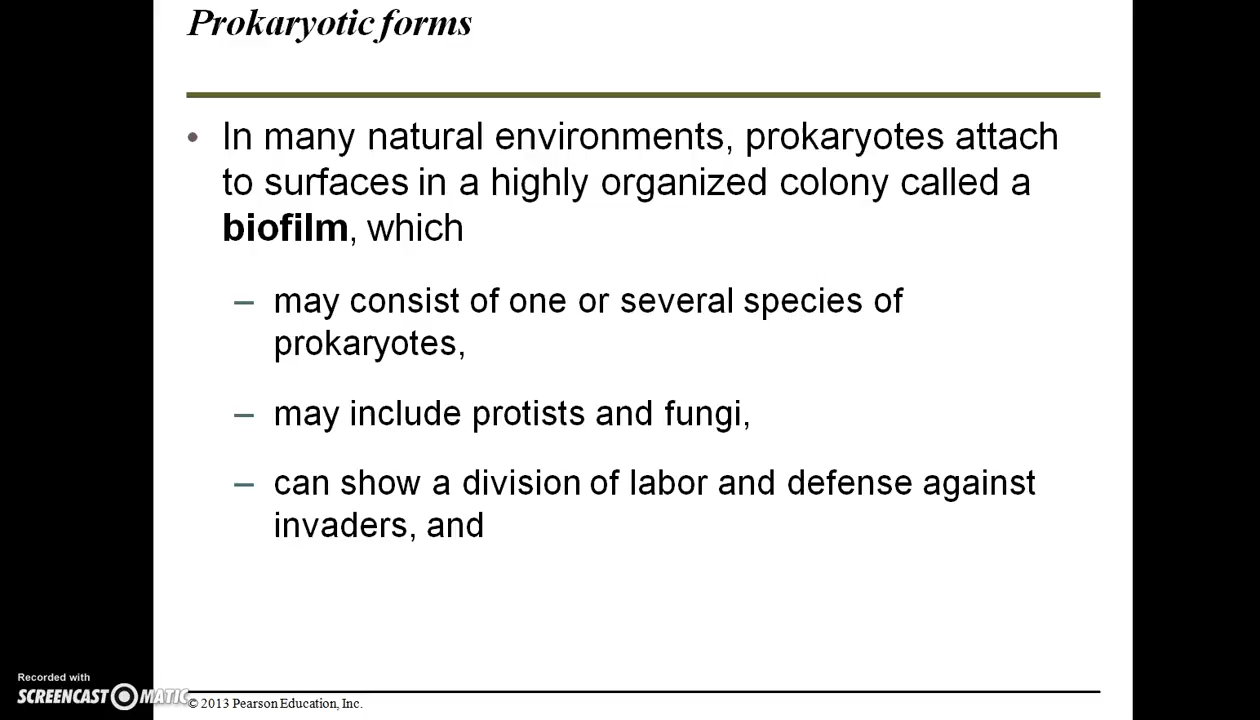 Prokaryotic forms
• In many natural environments, prokaryotes attach
to surfaces in a highly organized colony called a
biofilm, which
– may consist of one or several species of
prokaryotes,
– may include protists and fungi,
– can show a division of labor and defense against
invaders, and
Recorded with
SCREENCAST MATIC
© 2013 Pearson Education, Inc.